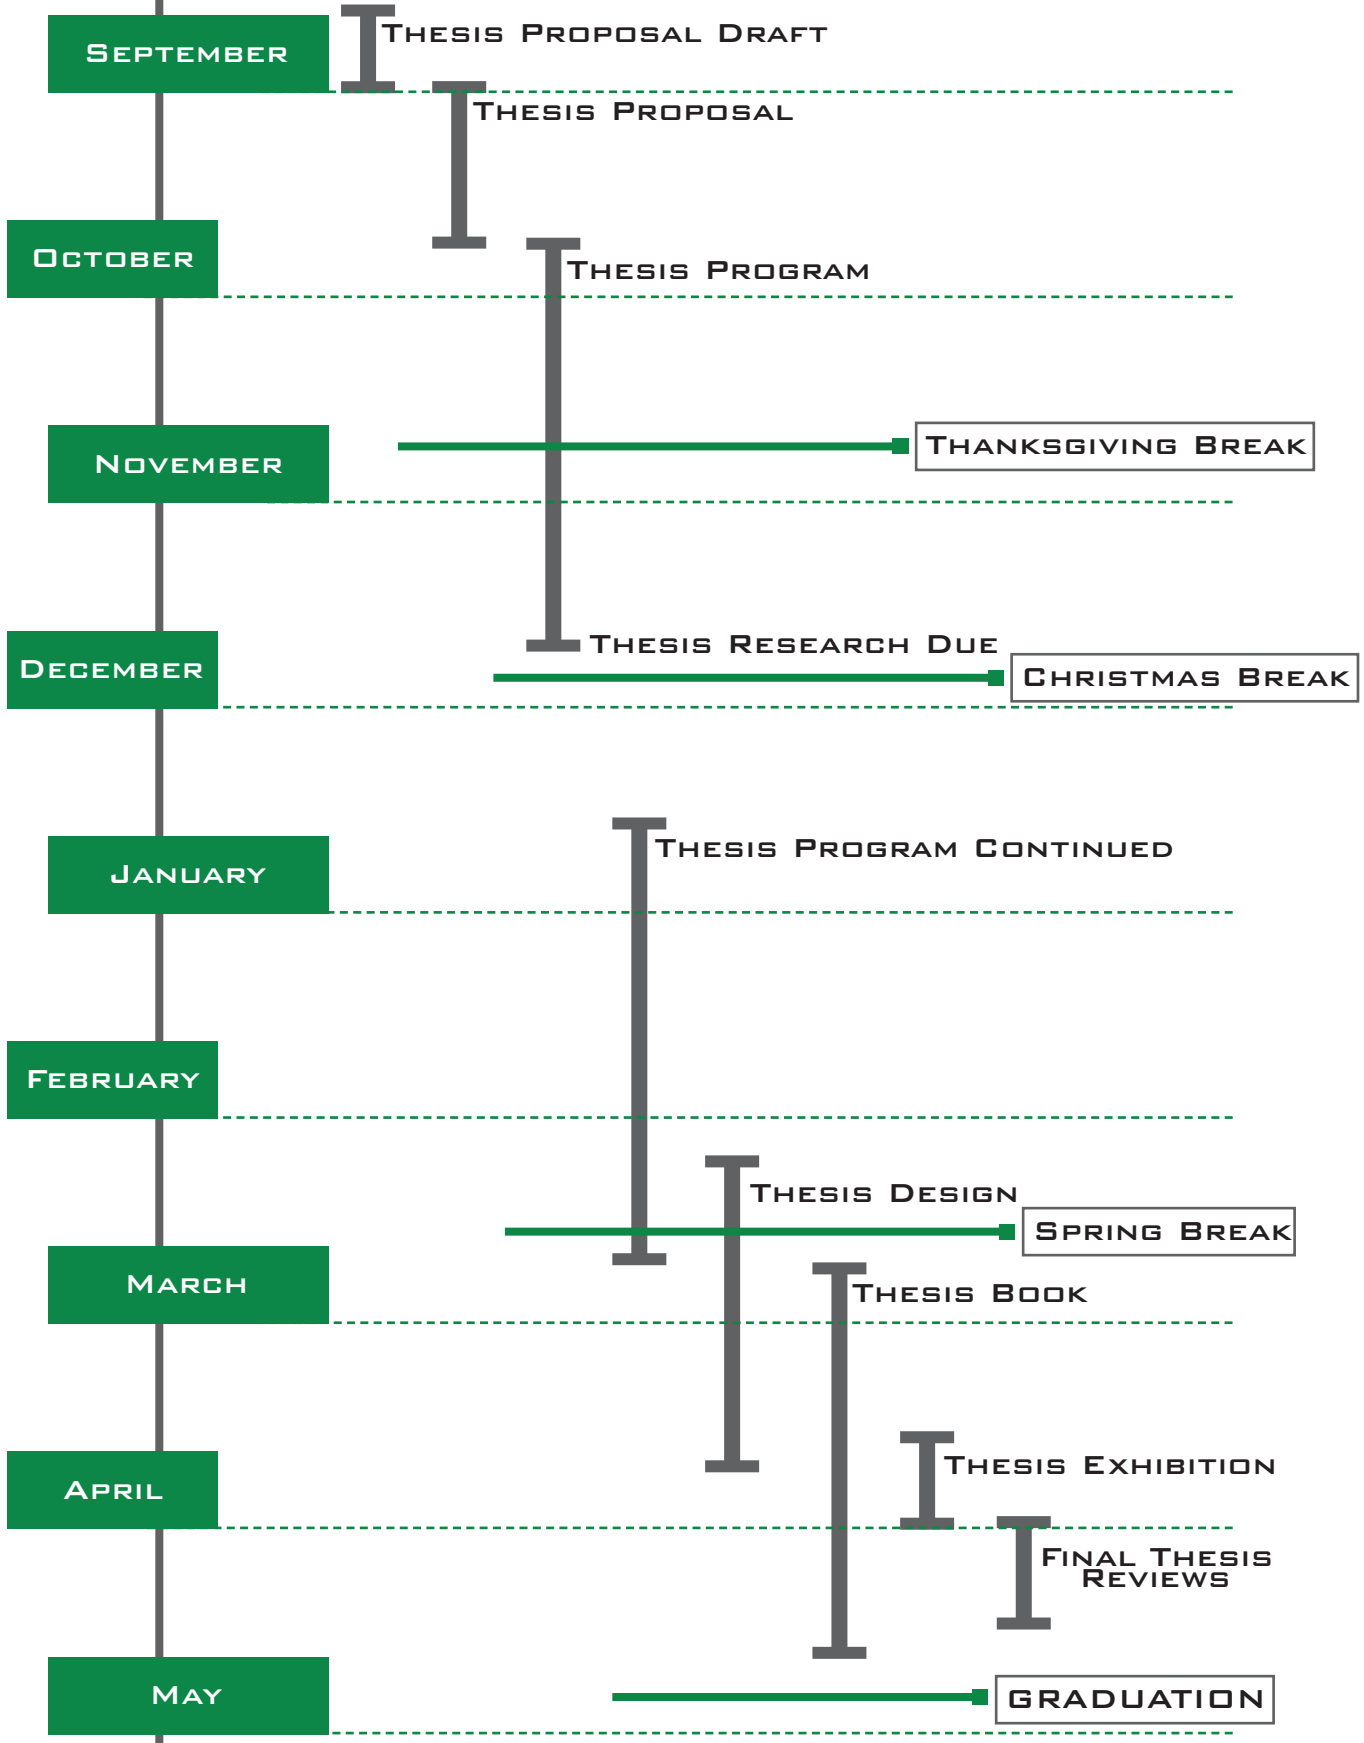 September
Thesis Proposal Draft
Thesis Proposal
October
Thesis Program
Thanksgiving Break
November
Thesis Research Due
December
Christmas Break
Thesis Program Continued
January
February
Thesis Design
Spring Break
March
Thesis Book
Thesis Exhibition
April
Final Thesis
Reviews
May
GRADUATION